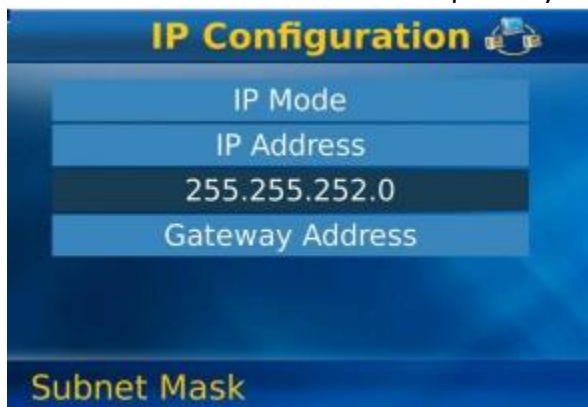 IP Configuration
IP Mode
IP Address
255.255.252.0
Gateway Address
Subnet Mask